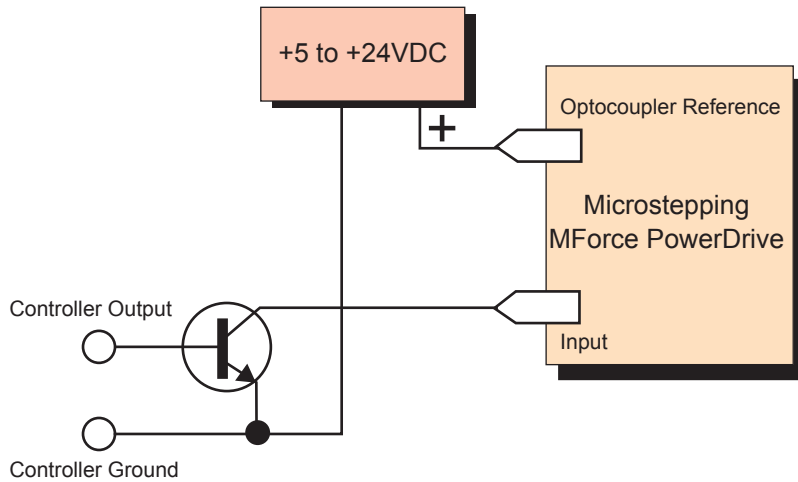 +5 to +24VDC
+
Optocoupler Reference
Microstepping
MForce PowerDrive
Controller Output
Input
Controller Ground